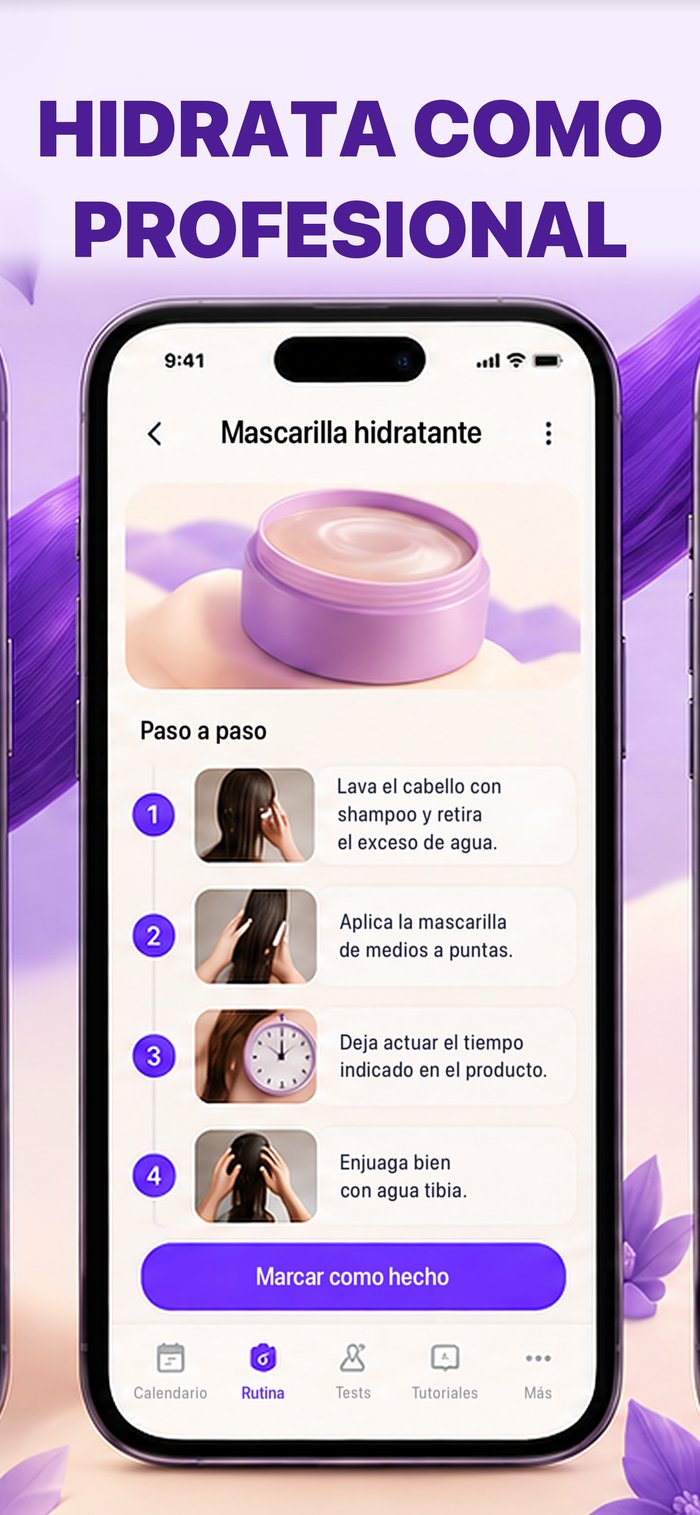 HIDRATA COMO
PROFESIONAL
9:41
Mascarilla hidratante
Paso a paso
1
Lava el cabello con
shampoo y retira
el exceso de agua.
2
Aplica la mascarilla
de medios a puntas.
3
Deja actuar el tiempo
indicado en el producto.
4
Enjuaga bien
con agua tibia.
Marcar como hecho
Calendario
Rutina
Tests
Tutoriales
Más